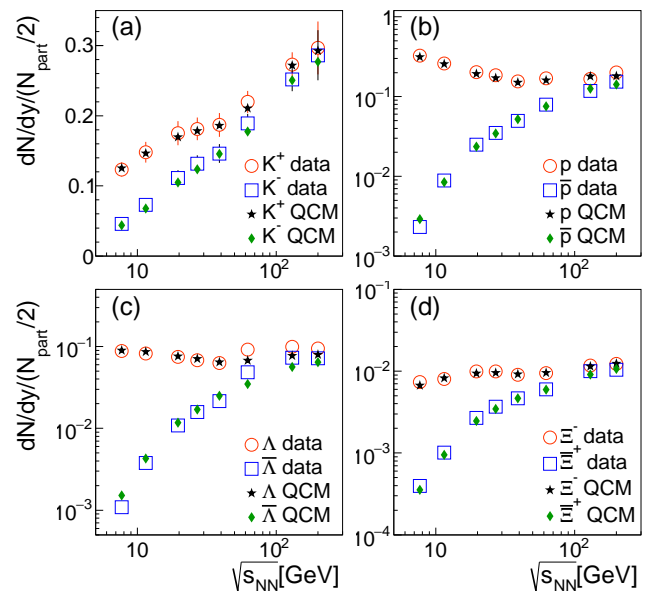 (a)
dN/dy/(N_part/2)
0.3
0.2
0.1
0
K⁺ data
K⁻ data
K⁺ QCM
K⁻ QCM
10
10²
(b)
1
10⁻¹
10⁻²
10⁻³
p data
p̅ data
p QCM
p̅ QCM
10
10²
(c)
dN/dy/(N_part/2)
10⁻¹
10⁻²
10⁻³
Λ data
Λ̅ data
Λ QCM
Λ̅ QCM
10
10²
√s_NN[GeV]
(d)
10⁻¹
10⁻²
10⁻³
10⁻⁴
Ξ⁻ data
Ξ̅⁺ data
Ξ⁻ QCM
Ξ̅⁺ QCM
10
10²
√s_NN[GeV]